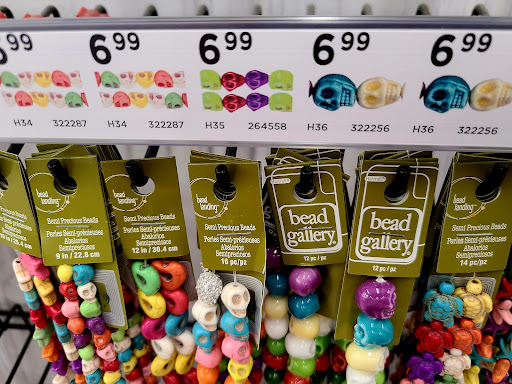 6 99
6 99
6 99
6 99
6 99
H34 322287
H34 322287
H35 264558
H36 322256
H36 322256
bead
landing
Semi Precious Beads
Perles Semi-précieuses
Abalorios
Semipreciosos
9 in / 22.8 cm
bead
landing
Semi Precious Beads
Perles Semi-précieuses
Abalorios
Semipreciosos
12 in / 30.4 cm
bead
landing
Semi Precious Beads
Perles Semi-précieuses
Abalorios
Semipreciosos
16 pc/pz
bead
gallery
12 pc / pz
bead
gallery
12 pc / pz
bead
landing
Semi Precious Beads
Perles Semi-précieuses
Abalorios
Semipreciosos
14 pc/pz